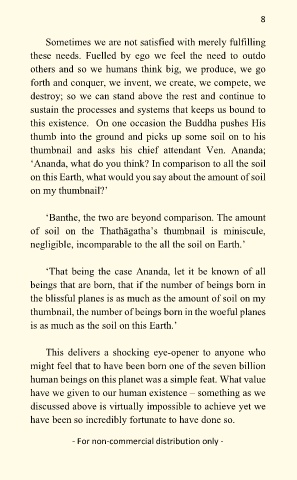 8
Sometimes we are not satisfied with merely fulfilling
these needs. Fuelled by ego we feel the need to outdo
others and so we humans think big, we produce, we go
forth and conquer, we invent, we create, we compete, we
destroy; so we can stand above the rest and continue to
sustain the processes and systems that keeps us bound to
this existence.  On one occasion the Buddha pushes His
thumb into the ground and picks up some soil on to his
thumbnail and asks his chief attendant Ven. Ananda;
‘Ananda, what do you think? In comparison to all the soil
on this Earth, what would you say about the amount of soil
on my thumbnail?’
‘Banthe, the two are beyond comparison. The amount
of soil on the Thathāgatha’s thumbnail is miniscule,
negligible, incomparable to the all the soil on Earth.’
‘That being the case Ananda, let it be known of all
beings that are born, that if the number of beings born in
the blissful planes is as much as the amount of soil on my
thumbnail, the number of beings born in the woeful planes
is as much as the soil on this Earth.’
This delivers a shocking eye-opener to anyone who
might feel that to have been born one of the seven billion
human beings on this planet was a simple feat. What value
have we given to our human existence – something as we
discussed above is virtually impossible to achieve yet we
have been so incredibly fortunate to have done so.
- For non-commercial distribution only -